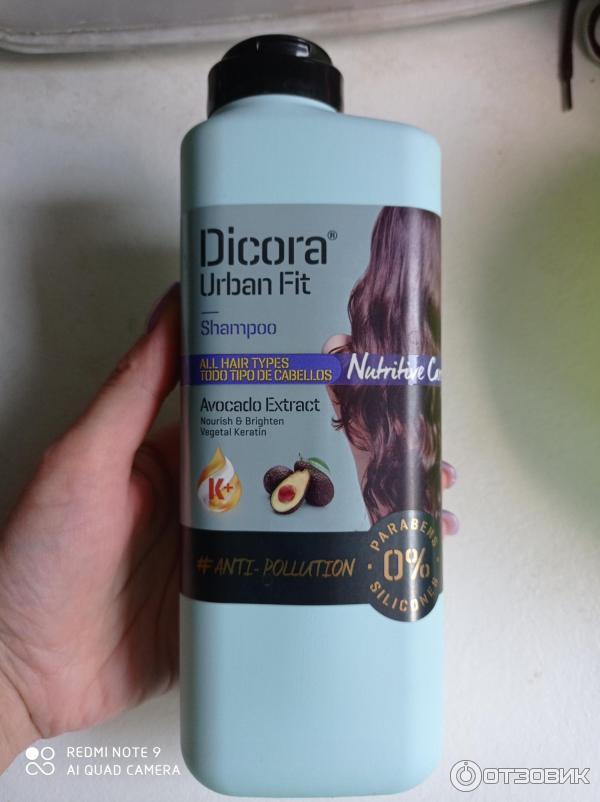 Dicora®
Urban Fit
Shampoo
ALL HAIR TYPES
TODO TIPO DE CABELLOS
Nutritive
Avocado Extract
Nourish & Brighten
Vegetal Keratin
K+
#ANTI-POLLUTION
PARABENS
0%
SILICONES
REDMI NOTE 9
AI QUAD CAMERA
ОТЗОВИК